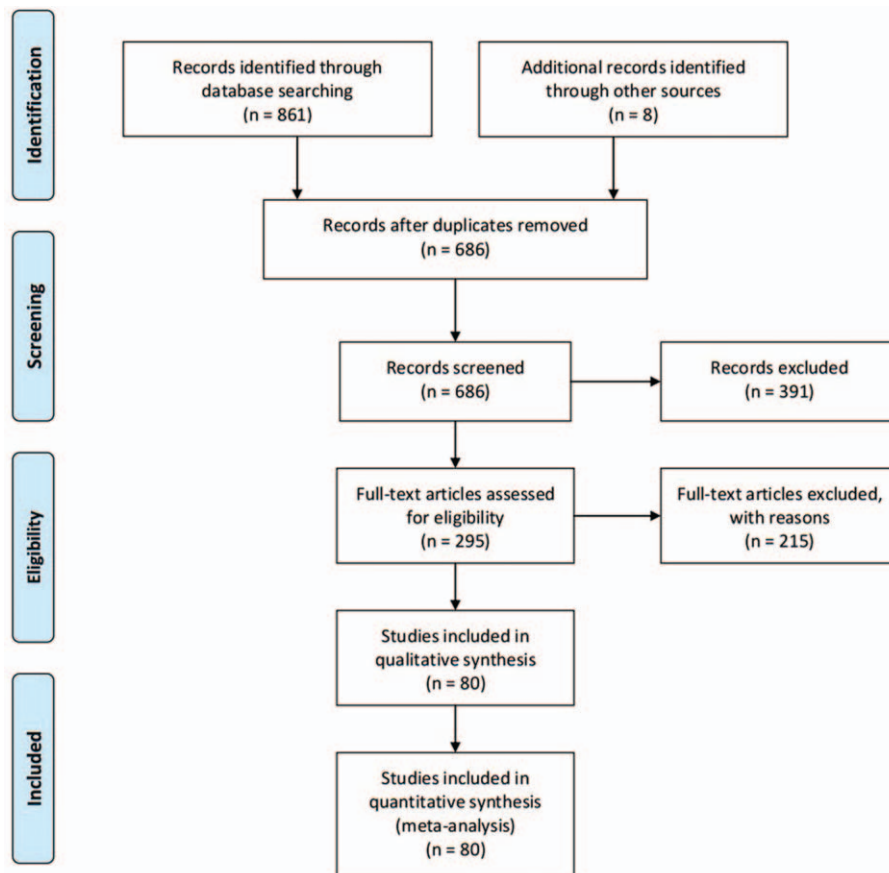 Identification
Records identified through
database searching
(n = 861)
Additional records identified
through other sources
(n = 8)
Records after duplicates removed
(n = 686)
Screening
Records screened
(n = 686)
Records excluded
(n = 391)
Eligibility
Full-text articles assessed
for eligibility
(n = 295)
Full-text articles excluded,
with reasons
(n = 215)
Studies included in
qualitative synthesis
(n = 80)
Included
Studies included in
quantitative synthesis
(meta-analysis)
(n = 80)